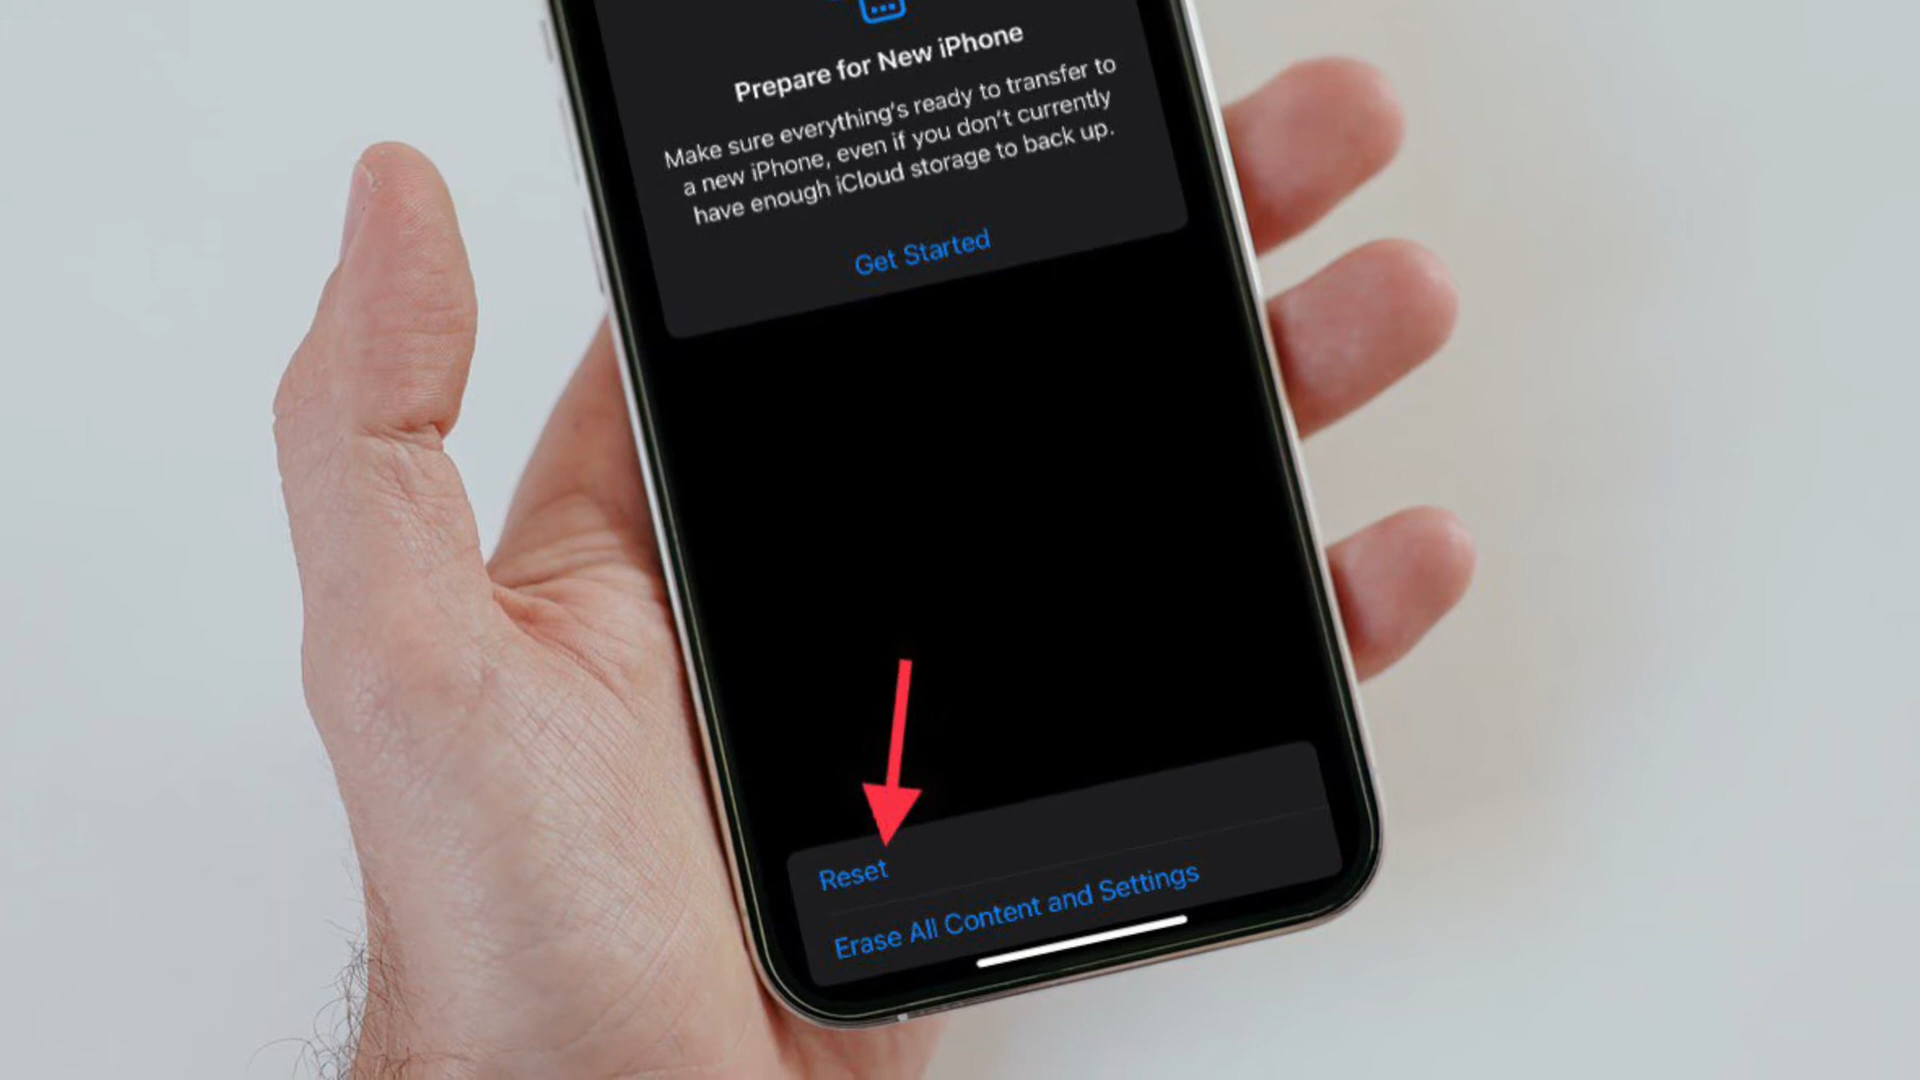 Prepare for New iPhone
Make sure everything's ready to transfer to
a new iPhone, even if you don't currently
have enough iCloud storage to back up.
Get Started
Reset
Erase All Content and Settings